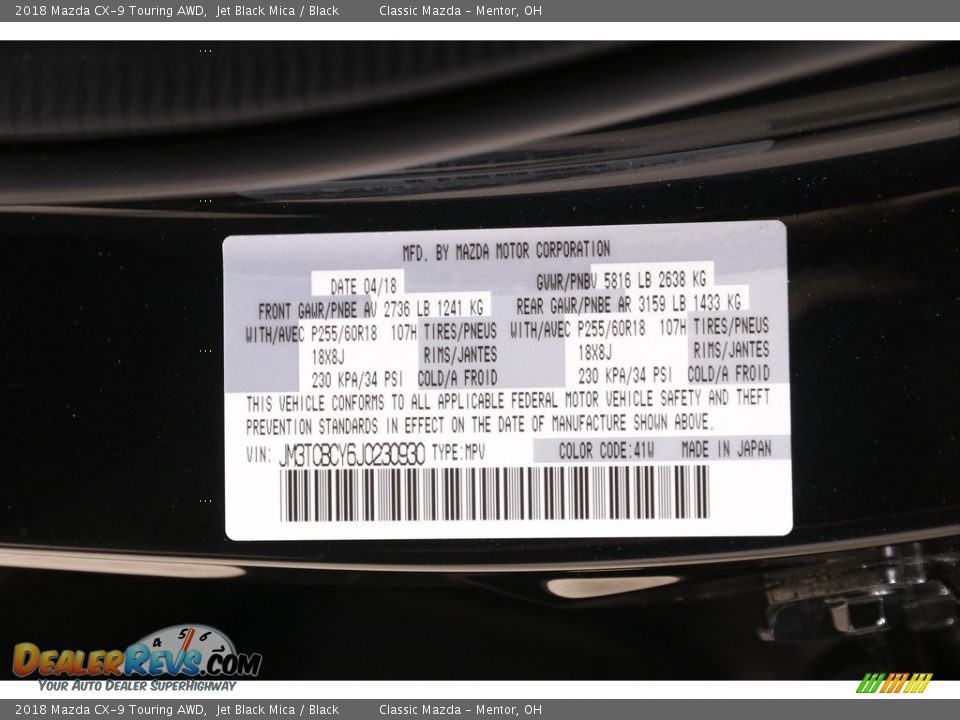 2018 Mazda CX-9 Touring AWD, Jet Black Mica / Black Classic Mazda - Mentor, OH
MFD. BY MAZDA MOTOR CORPORATION
DATE 04/18 GVWR/PNBV 5816 LB 2638 KG
FRONT GAWR/PNBE AV 2736 LB 1241 KG REAR GAWR/PNBE AR 3159 LB 1433 KG
WITH/AVEC P255/60R18 107H TIRES/PNEUS WITH/AVEC P255/60R18 107H TIRES/PNEUS
18X8J RIMS/JANTES 18X8J RIMS/JANTES
230 KPA/34 PSI COLD/A FROID 230 KPA/34 PSI COLD/A FROID
THIS VEHICLE CONFORMS TO ALL APPLICABLE FEDERAL MOTOR VEHICLE SAFETY AND THEFT
PREVENTION STANDARDS IN EFFECT ON THE DATE OF MANUFACTURE SHOWN ABOVE.
VIN: JM3TCBCY6J0230930 TYPE:MPV COLOR CODE:41W MADE IN JAPAN
4 5 6
DEALERREVS.COM
YOUR AUTO DEALER SUPERHIGHWAY
2018 Mazda CX-9 Touring AWD, Jet Black Mica / Black Classic Mazda - Mentor, OH